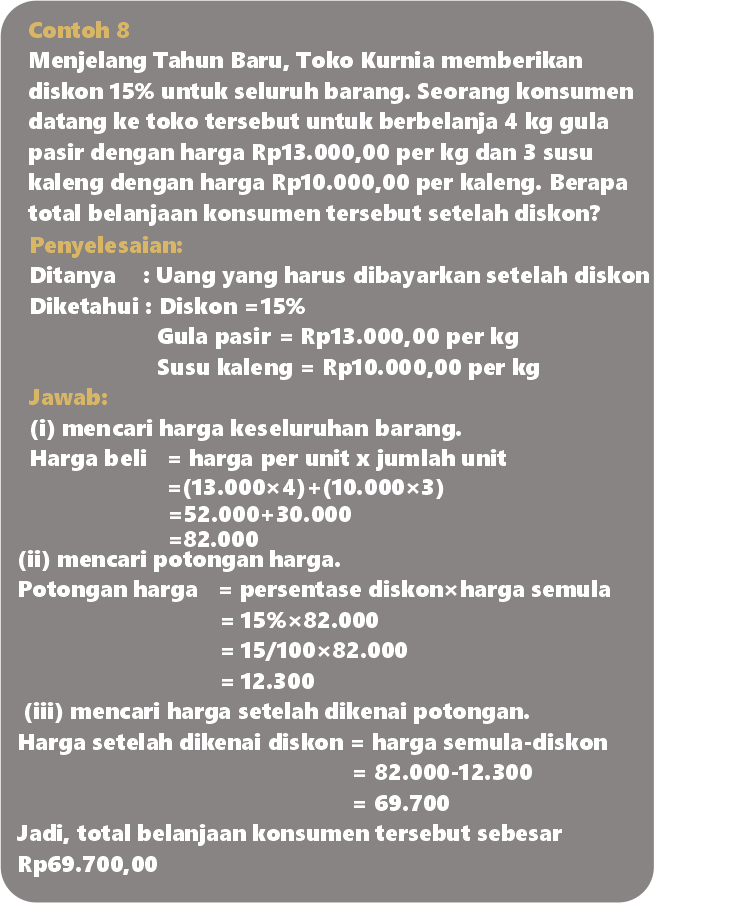 Contoh 8
Menjelang Tahun Baru, Toko Kurnia memberikan
diskon 15% untuk seluruh barang. Seorang konsumen
datang ke toko tersebut untuk berbelanja 4 kg gula
pasir dengan harga Rp13.000,00 per kg dan 3 susu
kaleng dengan harga Rp10.000,00 per kaleng. Berapa
total belanjaan konsumen tersebut setelah diskon?
Penyelesaian:
Ditanya : Uang yang harus dibayarkan setelah diskon
Diketahui : Diskon =15%
Gula pasir = Rp13.000,00 per kg
Susu kaleng = Rp10.000,00 per kg
Jawab:
(i) mencari harga keseluruhan barang.
Harga beli = harga per unit x jumlah unit
=(13.000×4)+(10.000×3)
=52.000+30.000
=82.000
(ii) mencari potongan harga.
Potongan harga = persentase diskon×harga semula
= 15%×82.000
= 15/100×82.000
= 12.300
(iii) mencari harga setelah dikenai potongan.
Harga setelah dikenai diskon = harga semula-diskon
= 82.000-12.300
= 69.700
Jadi, total belanjaan konsumen tersebut sebesar
Rp69.700,00